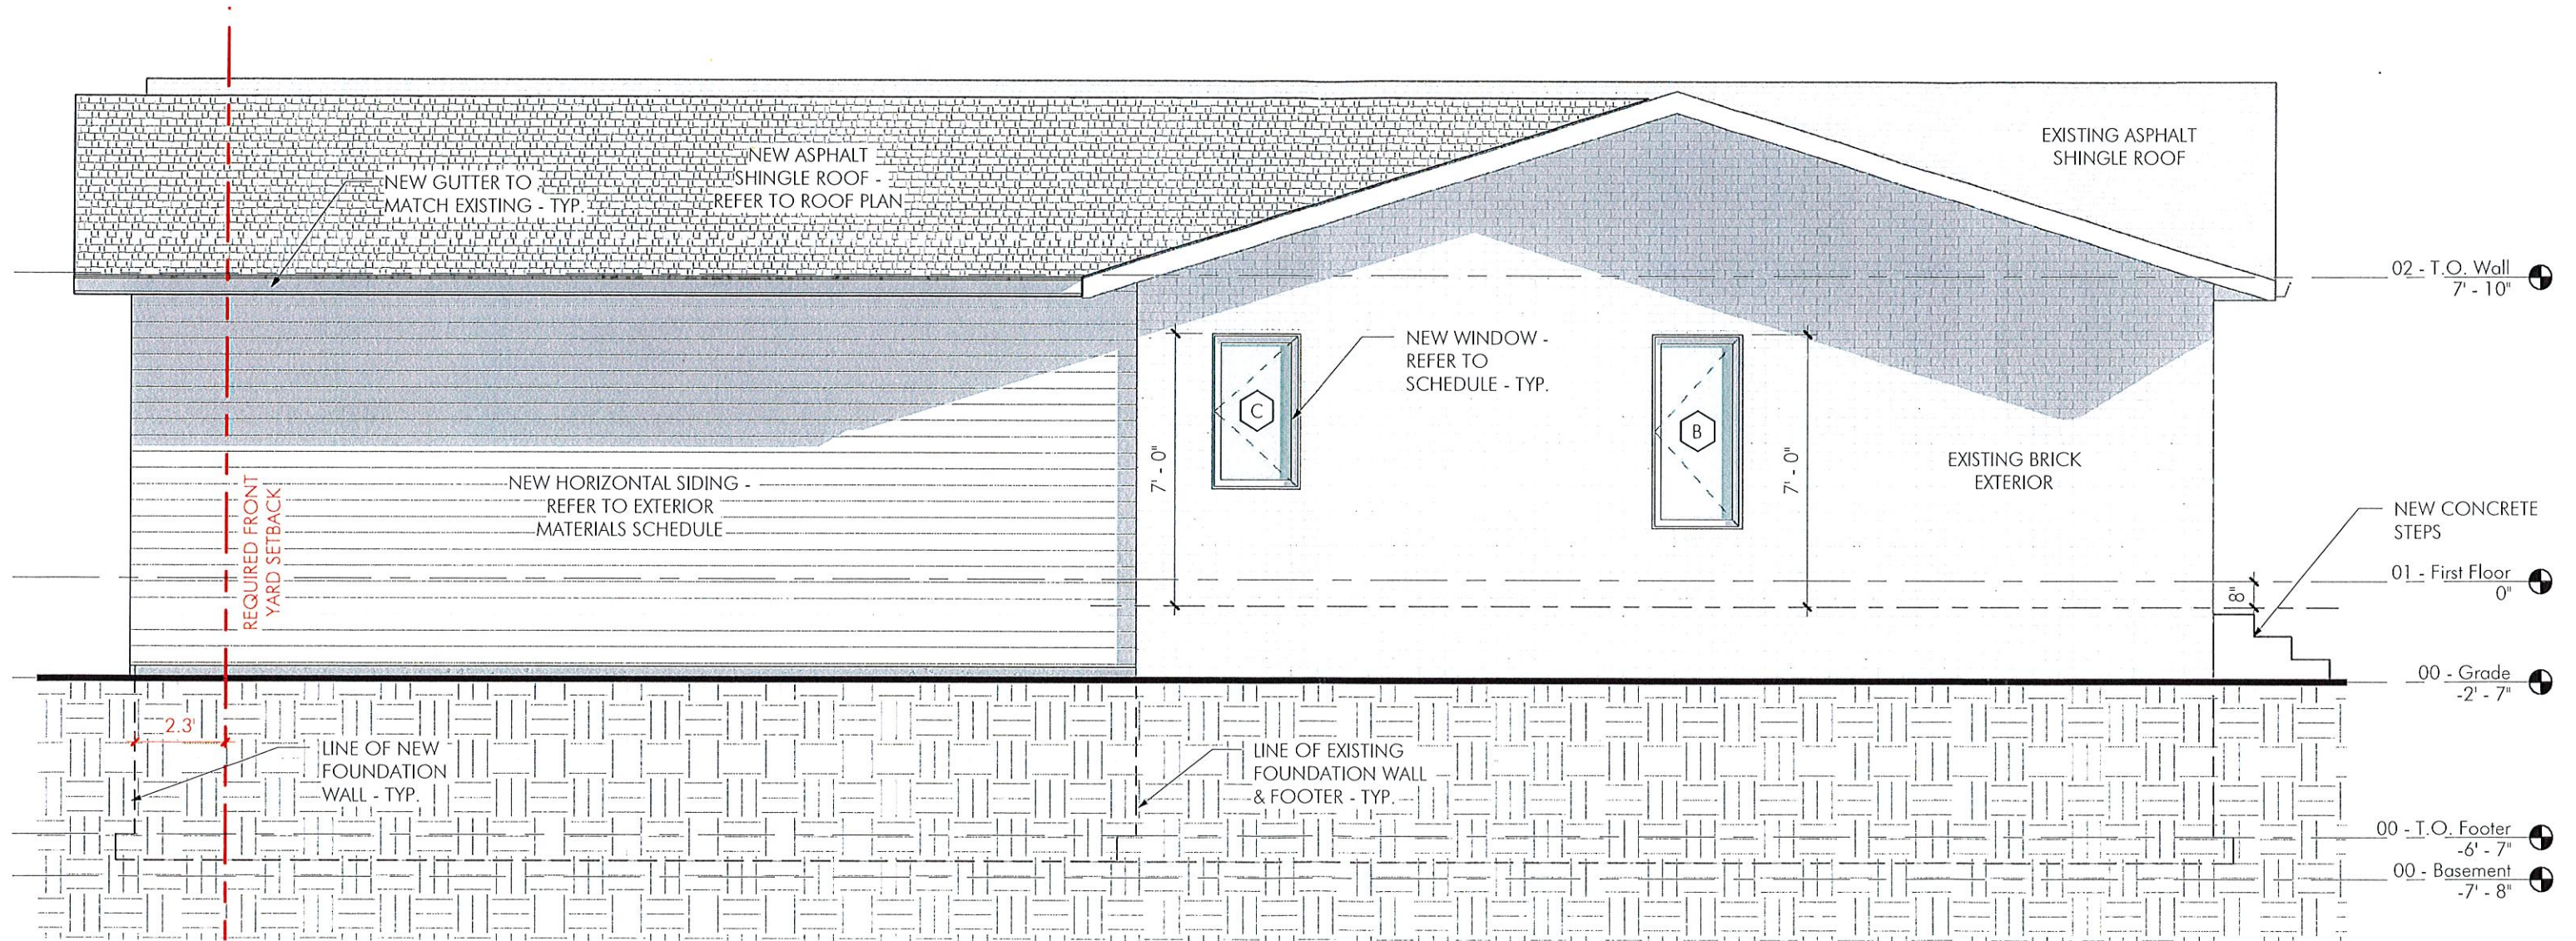 EXISTING ASPHALT
SHINGLE ROOF
NEW ASPHALT
SHINGLE ROOF -
REFER TO ROOF PLAN
NEW GUTTER TO
MATCH EXISTING - TYP.
02 - T.O. Wall
7' - 10"
NEW WINDOW -
REFER TO
SCHEDULE - TYP.
C
B
7' - 0"
7' - 0"
EXISTING BRICK
EXTERIOR
NEW HORIZONTAL SIDING -
REFER TO EXTERIOR
MATERIALS SCHEDULE
REQUIRED FRONT
YARD SETBACK
NEW CONCRETE
STEPS
01 - First Floor
0"
8"
00 - Grade
-2' - 7"
2.3'
LINE OF NEW
FOUNDATION
WALL - TYP.
LINE OF EXISTING
FOUNDATION WALL
& FOOTER - TYP.
00 - T.O. Footer
-6' - 7"
00 - Basement
-7' - 8"